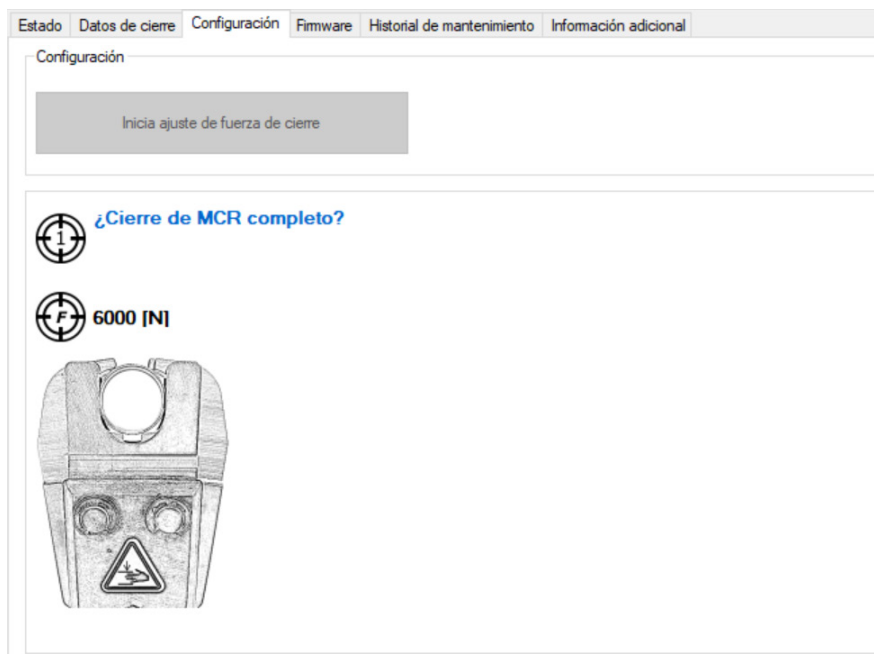 Estado Datos de cierre Configuración Firmware Historial de mantenimiento Información adicional
Configuración
Inicia ajuste de fuerza de cierre
¿Cierre de MCR completo?
1
F 6000 [N]